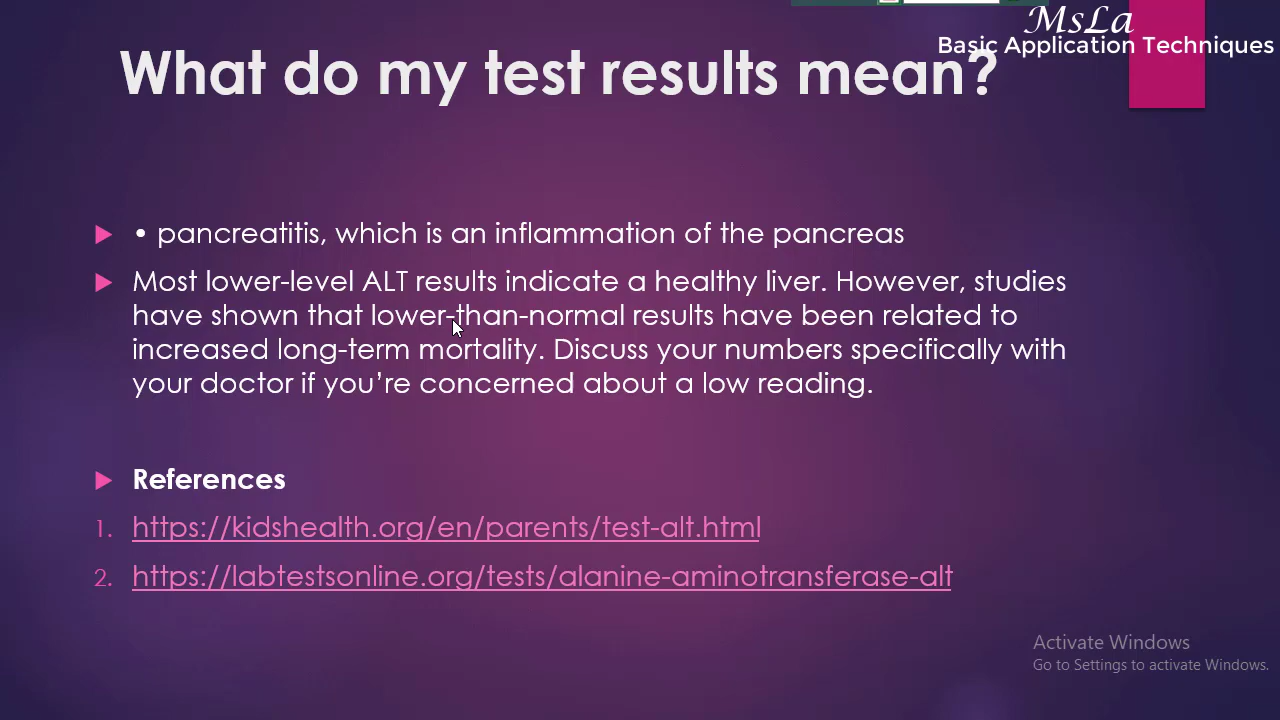 MsLa
Basic Application Techniques
What do my test results mean?
• pancreatitis, which is an inflammation of the pancreas
Most lower-level ALT results indicate a healthy liver. However, studies
have shown that lower-than-normal results have been related to
increased long-term mortality. Discuss your numbers specifically with
your doctor if you’re concerned about a low reading.
References
1. https://kidshealth.org/en/parents/test-alt.html
2. https://labtestsonline.org/tests/alanine-aminotransferase-alt
Activate Windows
Go to Settings to activate Windows.